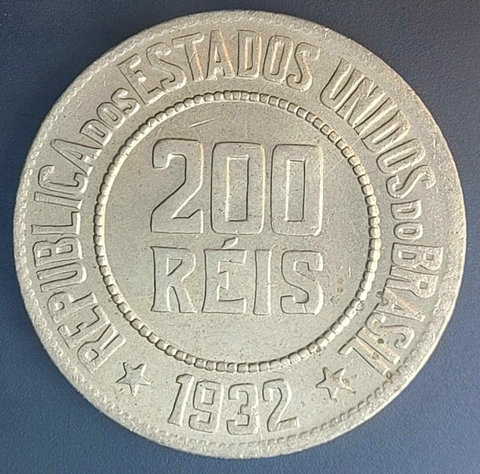 REPUBLICA DOS ESTADOS UNIDOS DO BRASIL
200
RÉIS
1932